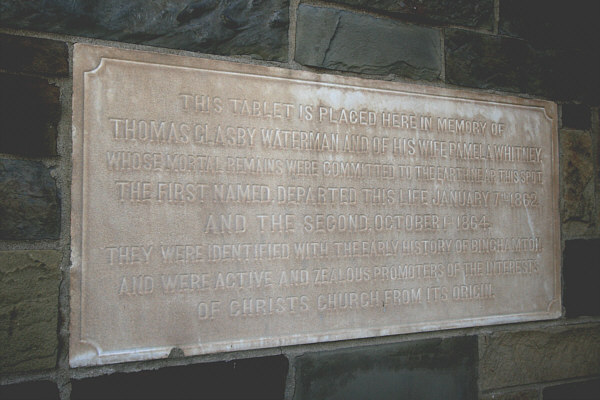 THIS TABLET IS PLACED HERE IN MEMORY OF
THOMAS GLASBY WATERMAN AND OF HIS WIFE PAMELA WHITNEY,
WHOSE MORTAL REMAINS WERE COMMITTED TO THE EARTH NEAR THIS SPOT.
THE FIRST NAMED, DEPARTED THIS LIFE JANUARY 7TH 1862.
AND THE SECOND, OCTOBER 1ST 1864.
THEY WERE IDENTIFIED WITH THE EARLY HISTORY OF BINGHAMTON
AND WERE ACTIVE AND ZEALOUS PROMOTERS OF THE INTERESTS
OF CHRISTS CHURCH FROM ITS ORIGIN.